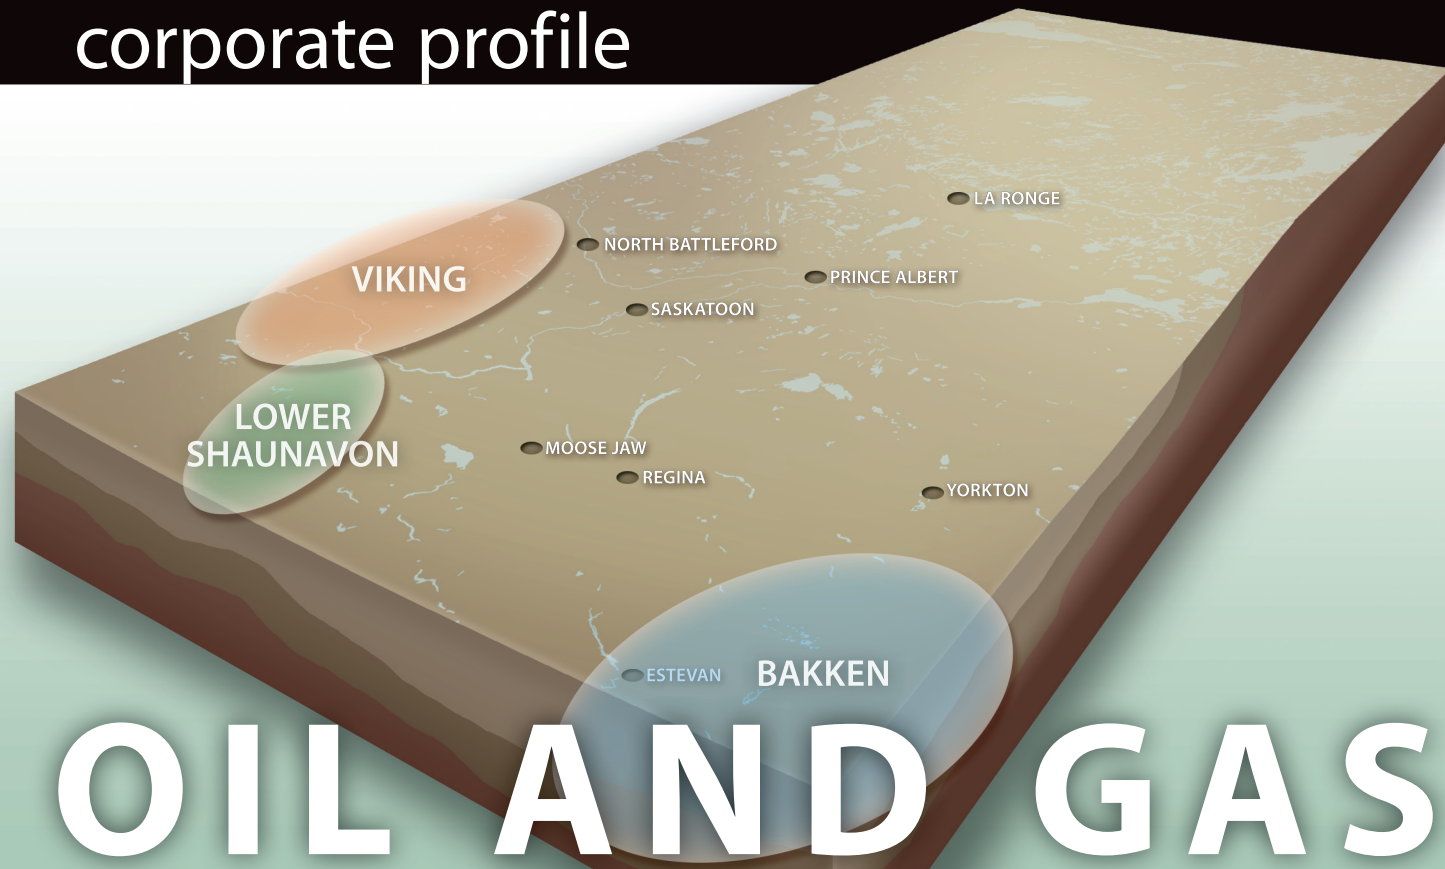 corporate profile
LA RONGE
NORTH BATTLEFORD
VIKING
PRINCE ALBERT
SASKATOON
LOWER
SHAUNAVON
MOOSE JAW
REGINA
YORKTON
ESTEVAN
BAKKEN
OIL AND GAS